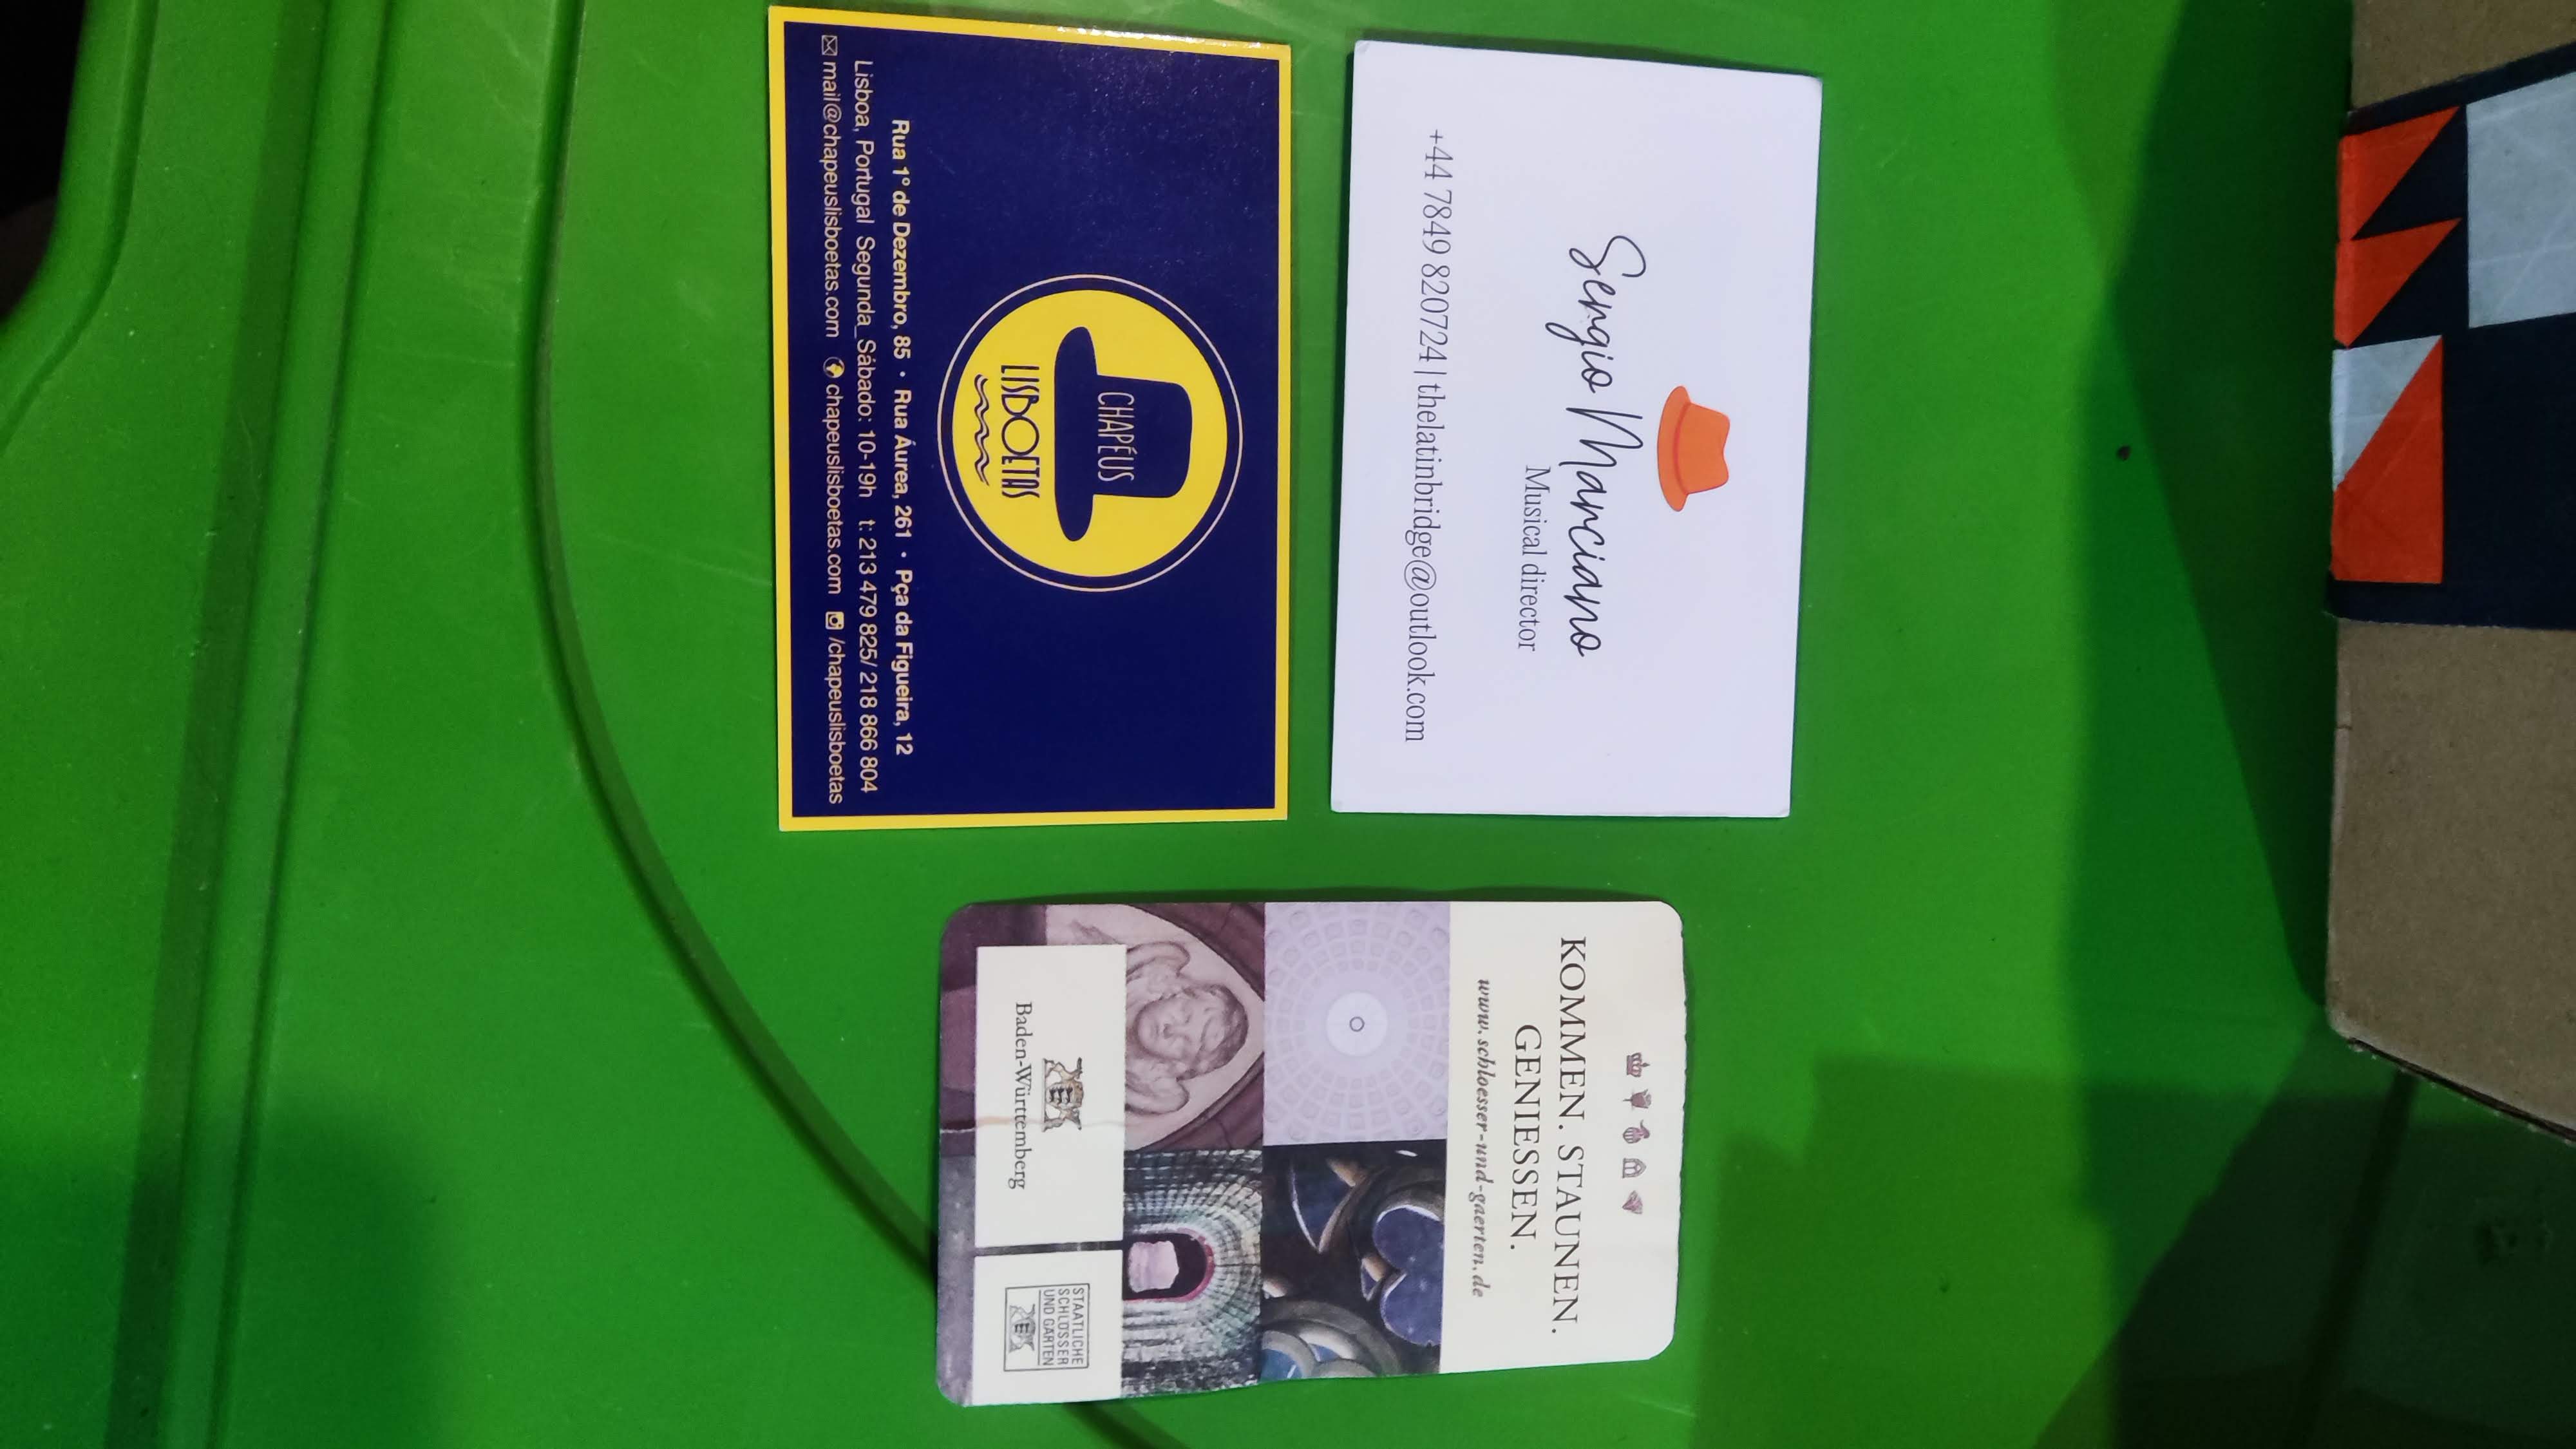 Sergio Marciano
Musical director
+44 7849 820724 | thelatinbridge@outlook.com
CHAPÉUS
LISBOETAS
Rua 1º de Dezembro, 85 • Rua Áurea, 261 • Pça da Figueira, 12
Lisboa, Portugal Segunda_Sábado: 10-19h t: 213 479 825/ 218 866 804
mail@chapeuslisboetas.com chapeuslisboetas.com /chapeuslisboetas
KOMMEN. STAUNEN.
GENIESSEN.
www.schloesser-und-gaerten.de
Baden-Württemberg
STAATLICHE
SCHLÖSSER
UND GÄRTEN